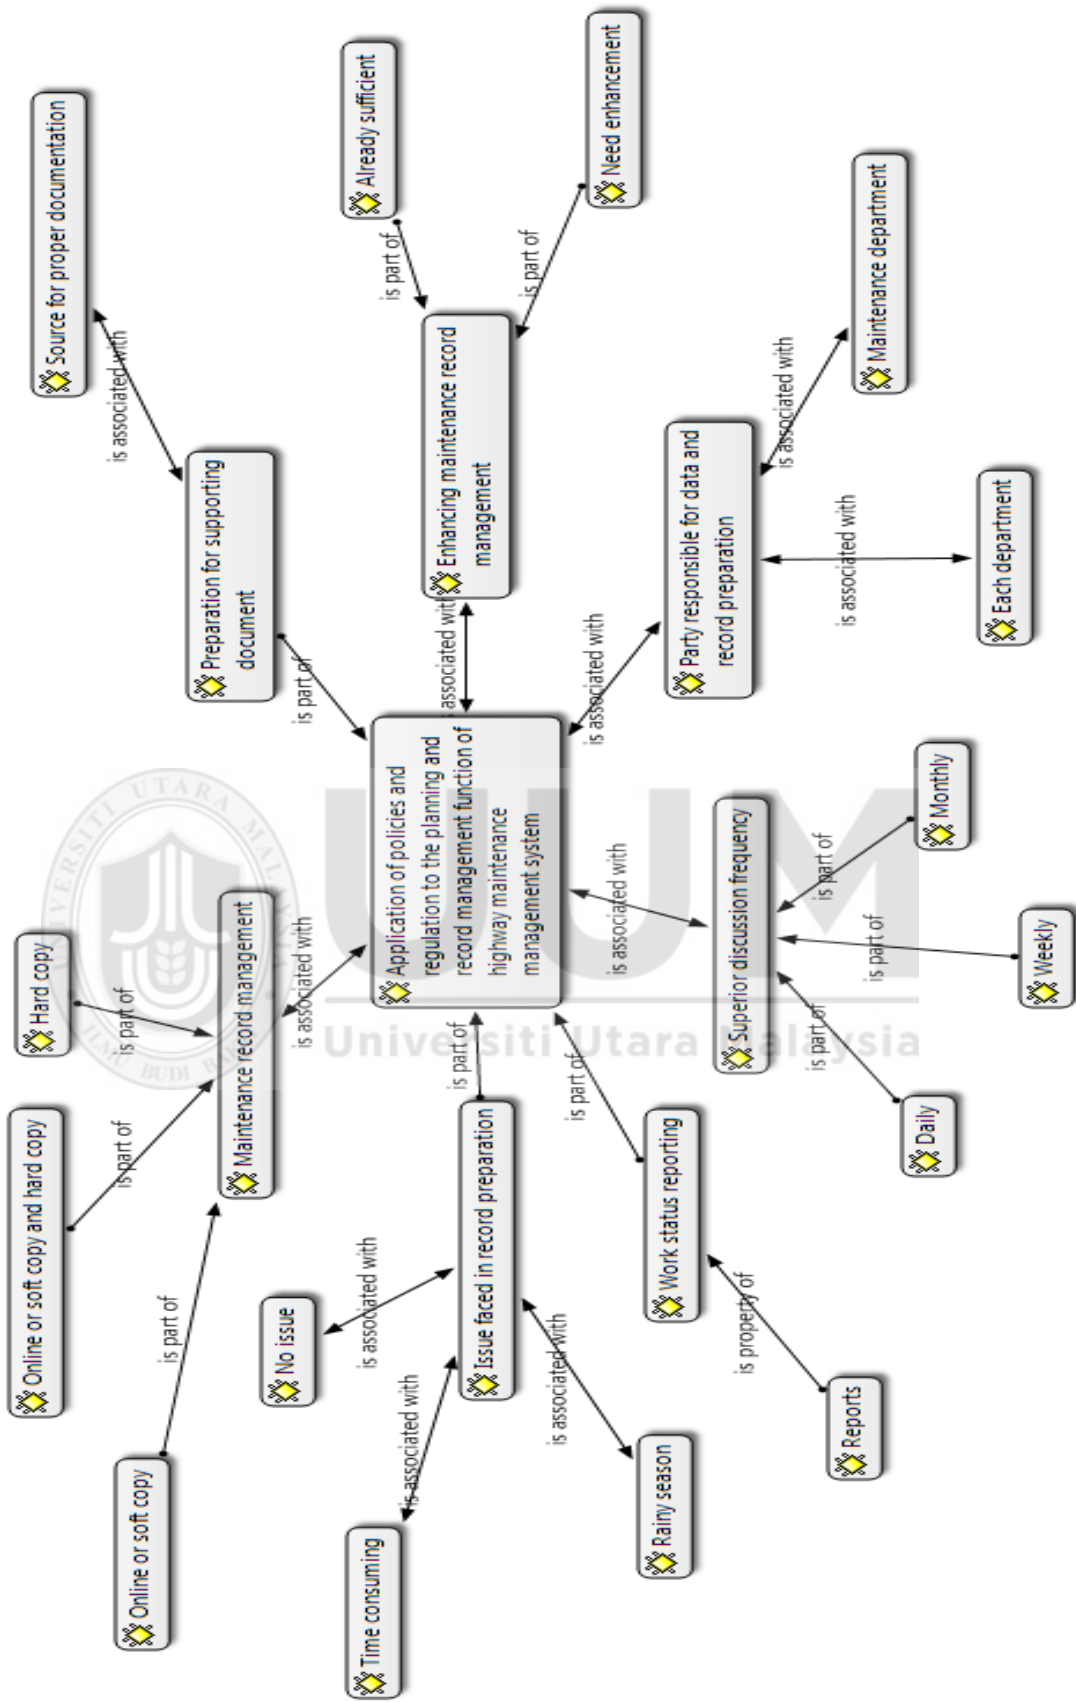 Source for proper documentation
is associated with
Already sufficient
Need enhancement
is part of
is part of
Preparation for supporting
document
Enhancing maintenance record
management
Maintenance department
is associated with
Party responsible for data and
record preparation
is part of
associated with
is associated with
is associated with
Each department
Application of policies and
regulation to the planning and
record management function of
highway maintenance
management system
Hard copy
is part of
Maintenance record management
is associated with
is associated with
Superior discussion frequency
is part of
Monthly
is part of
Weekly
is part of
Daily
Online or soft copy and hard copy
is part of
is part of
Issue faced in record preparation
is part of
Work status reporting
Online or soft copy
is part of
No issue
is associated with
is associated with
is associated with
Time consuming
Rainy season
is property of
Reports
UNIVERSITI UTARA MALAYSIA
ILMU BUDI BAKTI
UUM
Universiti Utara Malaysia